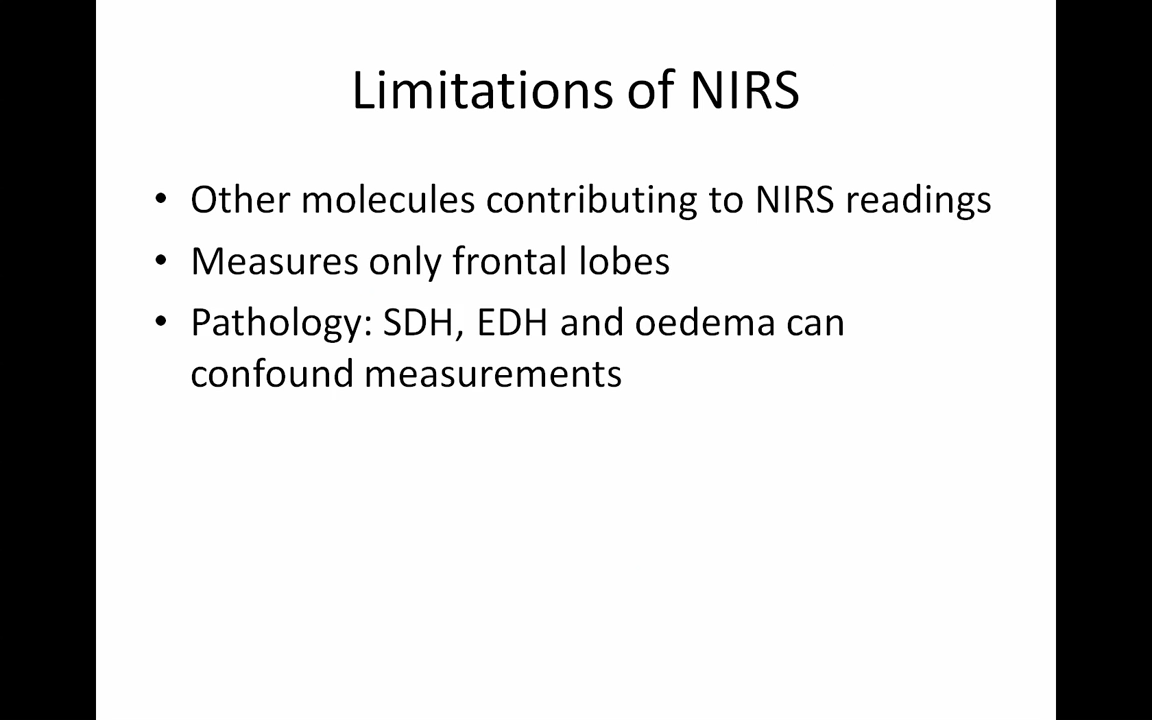 Limitations of NIRS
• Other molecules contributing to NIRS readings
• Measures only frontal lobes
• Pathology: SDH, EDH and oedema can
confound measurements